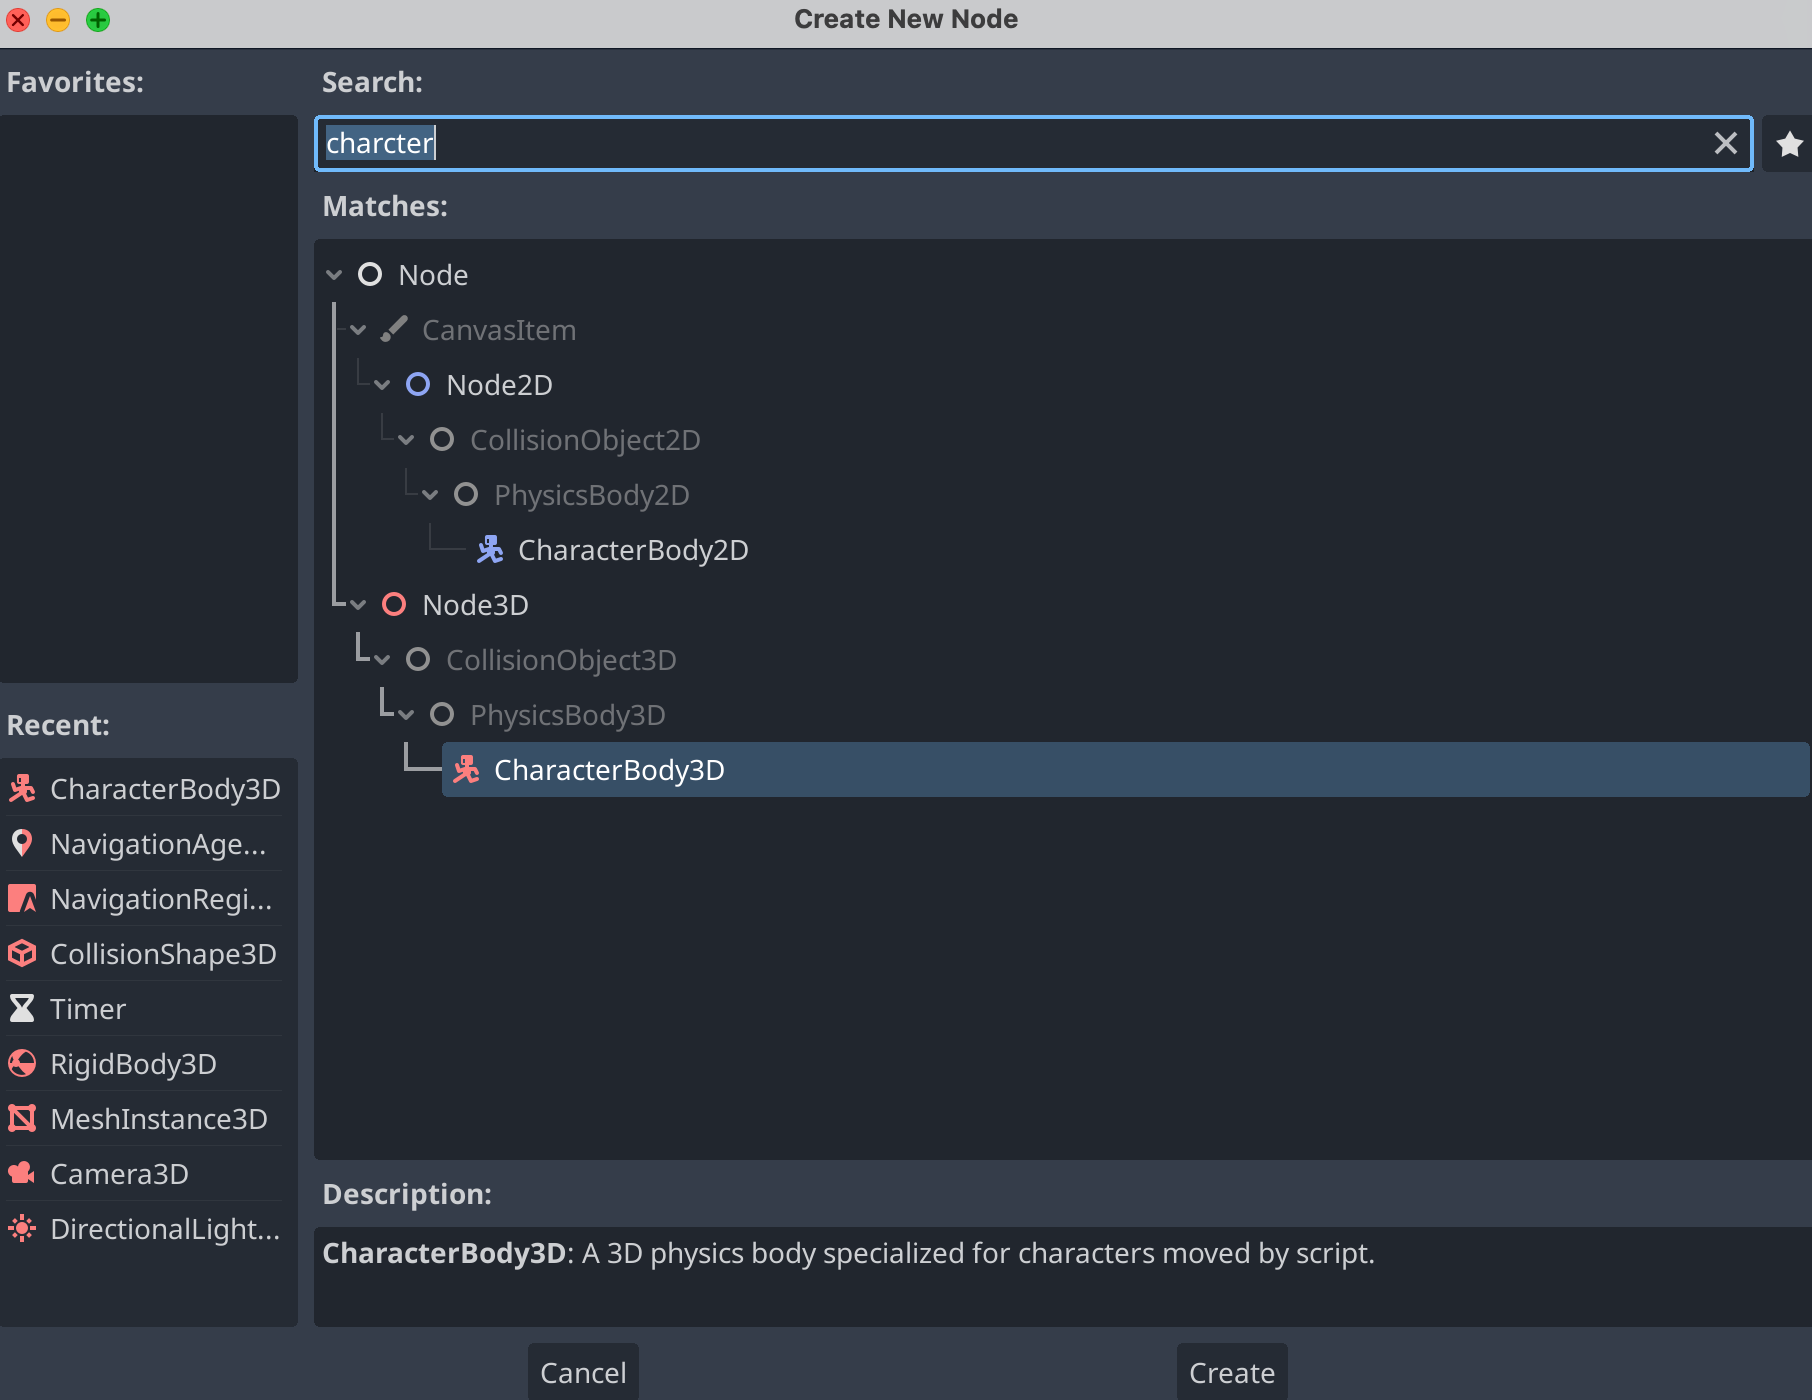 Create New Node
Favorites:
Search:
charcter
Matches:
Node
CanvasItem
Node2D
CollisionObject2D
PhysicsBody2D
CharacterBody2D
Node3D
CollisionObject3D
PhysicsBody3D
CharacterBody3D
Recent:
CharacterBody3D
NavigationAge...
NavigationRegi...
CollisionShape3D
Timer
RigidBody3D
MeshInstance3D
Camera3D
DirectionalLight...
Description:
CharacterBody3D: A 3D physics body specialized for characters moved by script.
Cancel
Create